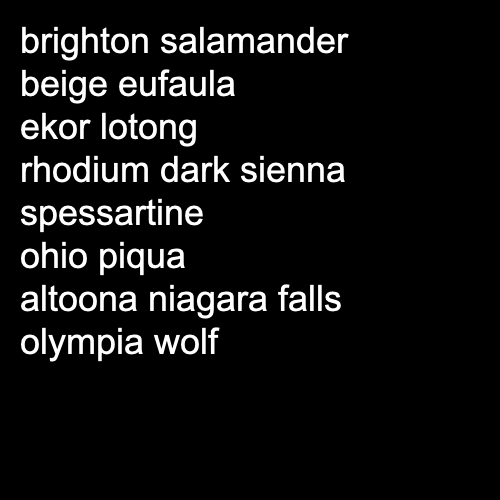 brighton salamander
beige eufaula
ekor lotong
rhodium dark sienna
spessartine
ohio piqua
altoona niagara falls
olympia wolf